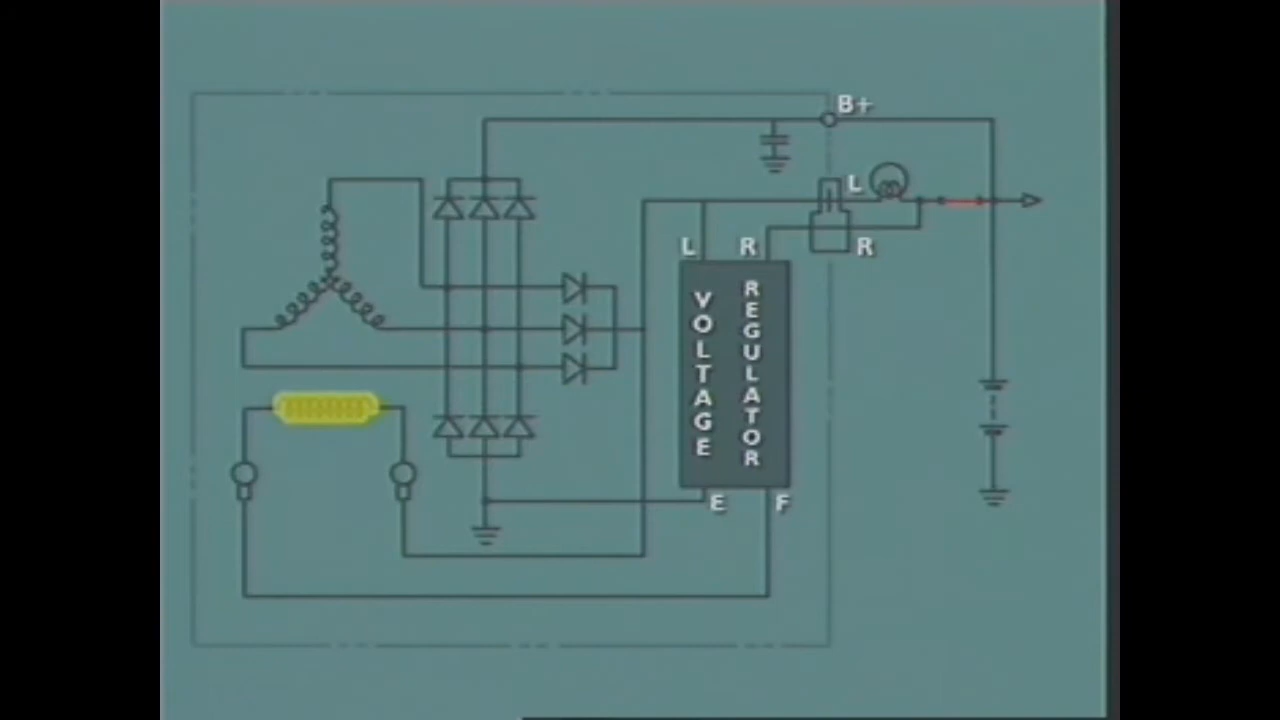 B+
L
L R R
VOLTAGE
REGULATOR
E F